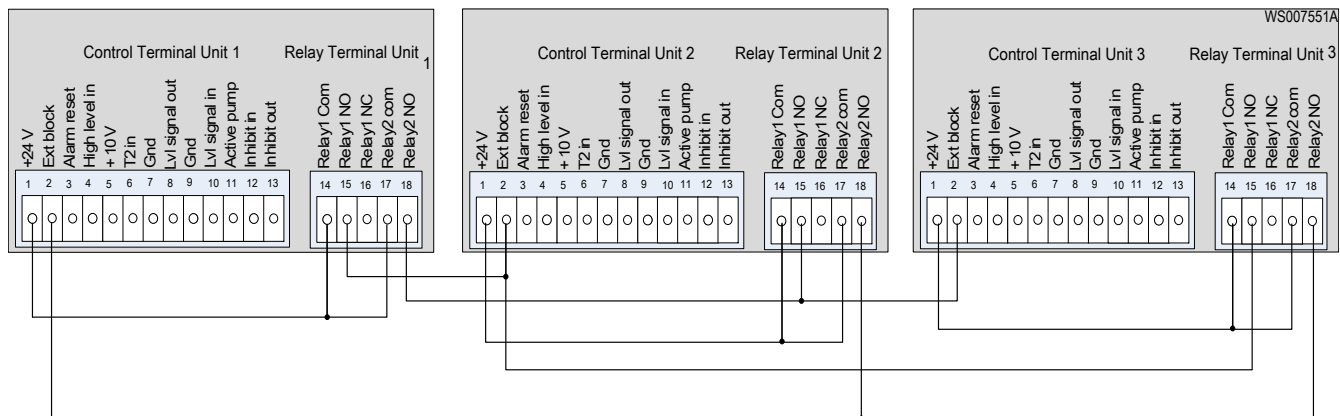 WS007551A
Control Terminal Unit 1
Relay Terminal Unit 1
Control Terminal Unit 2
Relay Terminal Unit 2
Control Terminal Unit 3
Relay Terminal Unit 3
+24 V
Ext block
Alarm reset
High level in
+ 10 V
T2 in
Gnd
Lvl signal out
Gnd
Lvl signal in
Active pump
Inhibit in
Inhibit out
Relay1 Com
Relay1 NO
Relay1 NC
Relay2 com
Relay2 NO
+24 V
Ext block
Alarm reset
High level in
+ 10 V
T2 in
Gnd
Lvl signal out
Gnd
Lvl signal in
Active pump
Inhibit in
Inhibit out
Relay1 Com
Relay1 NO
Relay1 NC
Relay2 com
Relay2 NO
+24 V
Ext block
Alarm reset
High level in
+ 10 V
T2 in
Gnd
Lvl signal out
Gnd
Lvl signal in
Active pump
Inhibit in
Inhibit out
Relay1 Com
Relay1 NO
Relay1 NC
Relay2 com
Relay2 NO
1 2 3 4 5 6 7 8 9 10 11 12 13
14 15 16 17 18
1 2 3 4 5 6 7 8 9 10 11 12 13
14 15 16 17 18
1 2 3 4 5 6 7 8 9 10 11 12 13
14 15 16 17 18